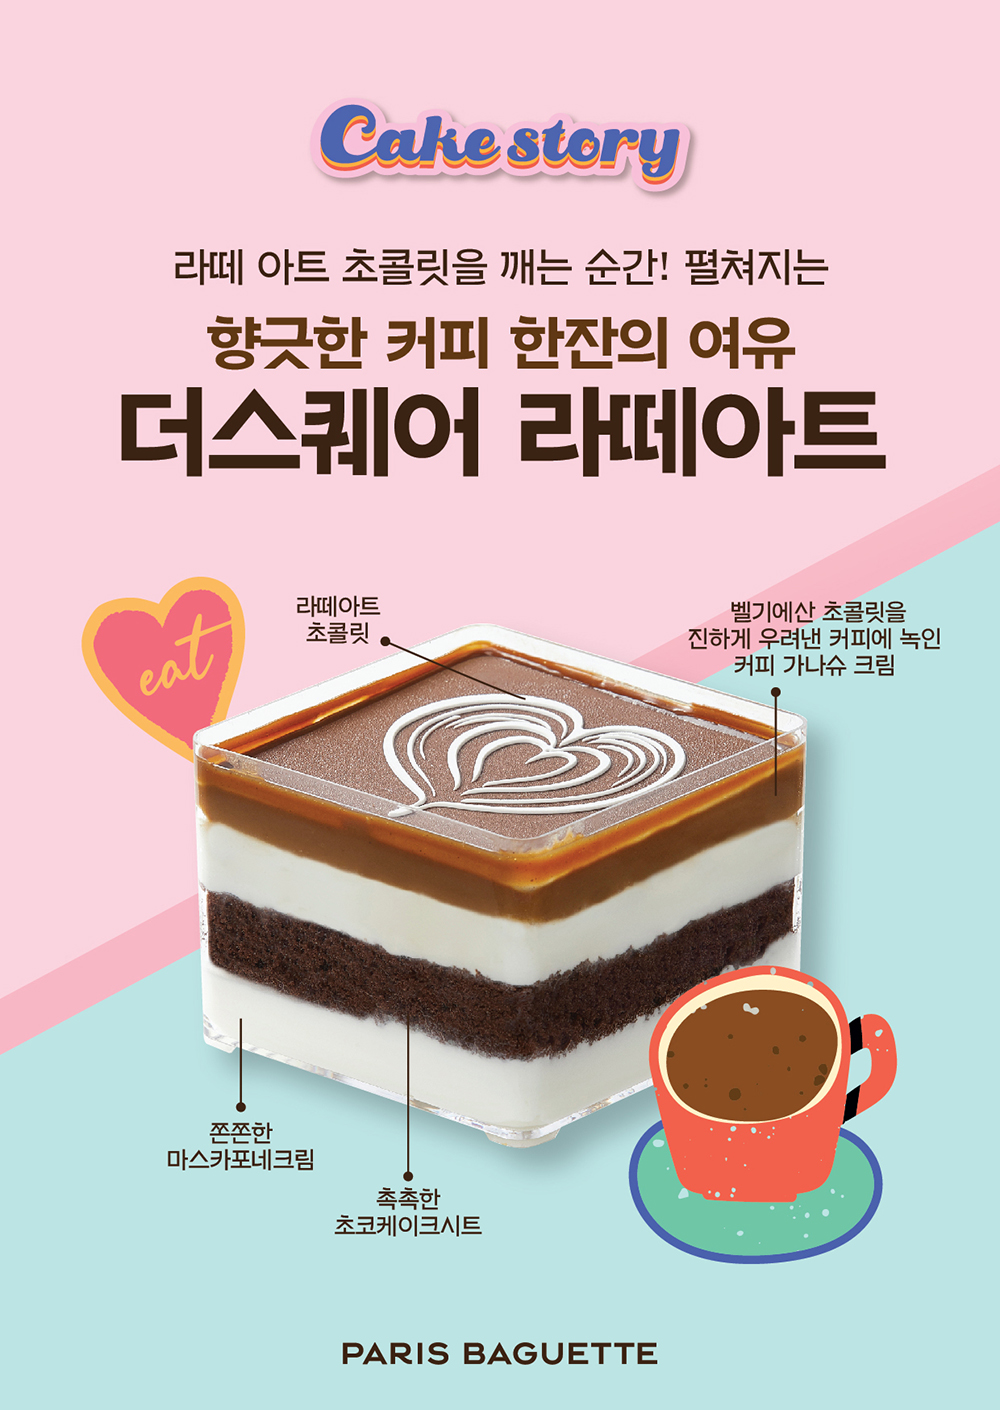 Cake story
라떼 아트 초콜릿을 깨는 순간! 펼쳐지는
향긋한 커피 한잔의 여유
더스퀘어 라떼아트
eat
라떼아트
초콜릿
벨기에산 초콜릿을
진하게 우려낸 커피에 녹인
커피 가나슈 크림
쫀쫀한
마스카포네크림
촉촉한
초코케이크시트
PARIS BAGUETTE